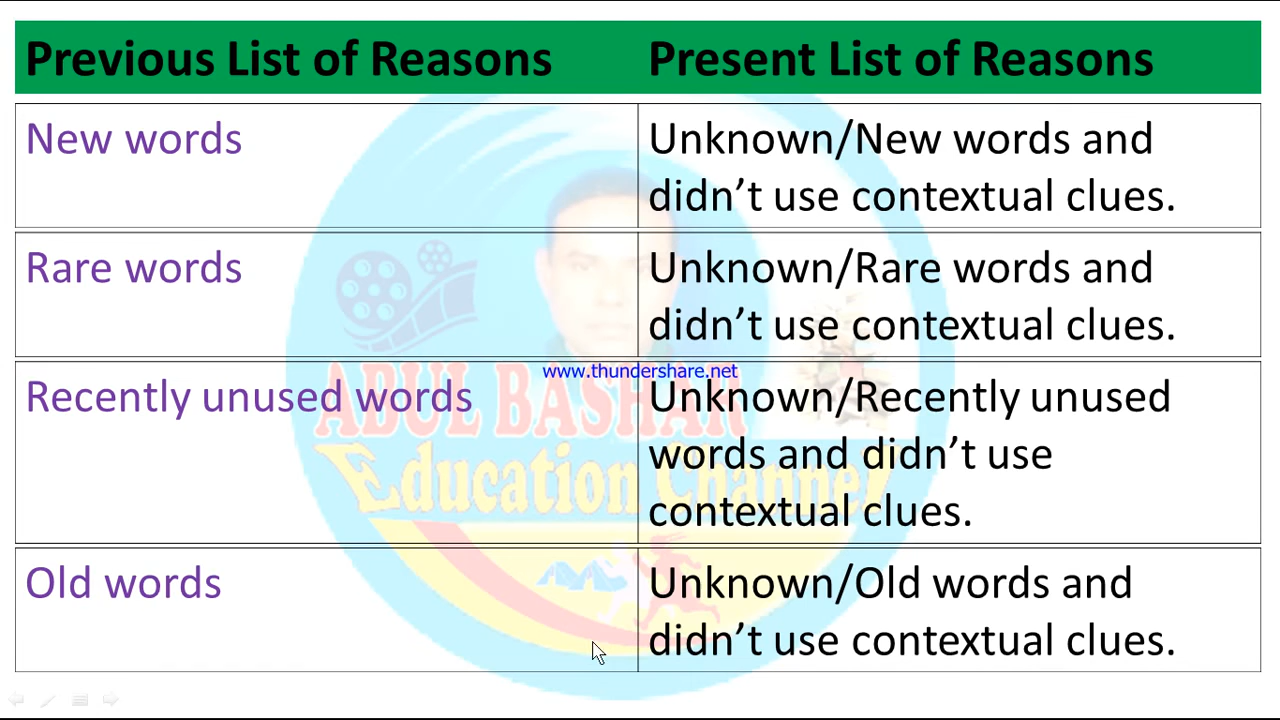 Previous List of Reasons
Present List of Reasons
New words
Unknown/New words and
didn’t use contextual clues.
Rare words
Unknown/Rare words and
didn’t use contextual clues.
www.thundershare.net
Recently unused words
Unknown/Recently unused
words and didn’t use
contextual clues.
ABUL BASHAR
Education Channel
Old words
Unknown/Old words and
didn’t use contextual clues.